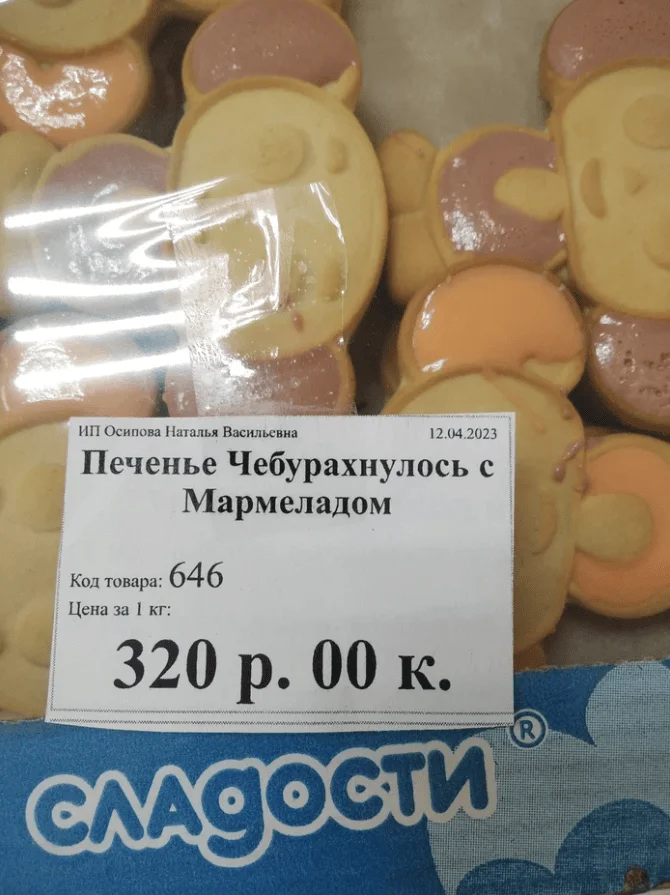 ИП Осипова Наталья Васильевна 12.04.2023
Печенье Чебурахнулось с
Мармеладом
Код товара: 646
Цена за 1 кг:
320 р. 00 к.
®
сладости